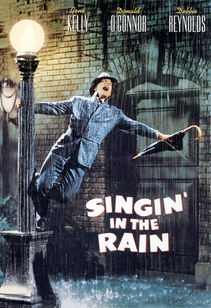 Gene Donald Debbie
KELLY O'CONNOR REYNOLDS
SINGIN'
IN THE
RAIN